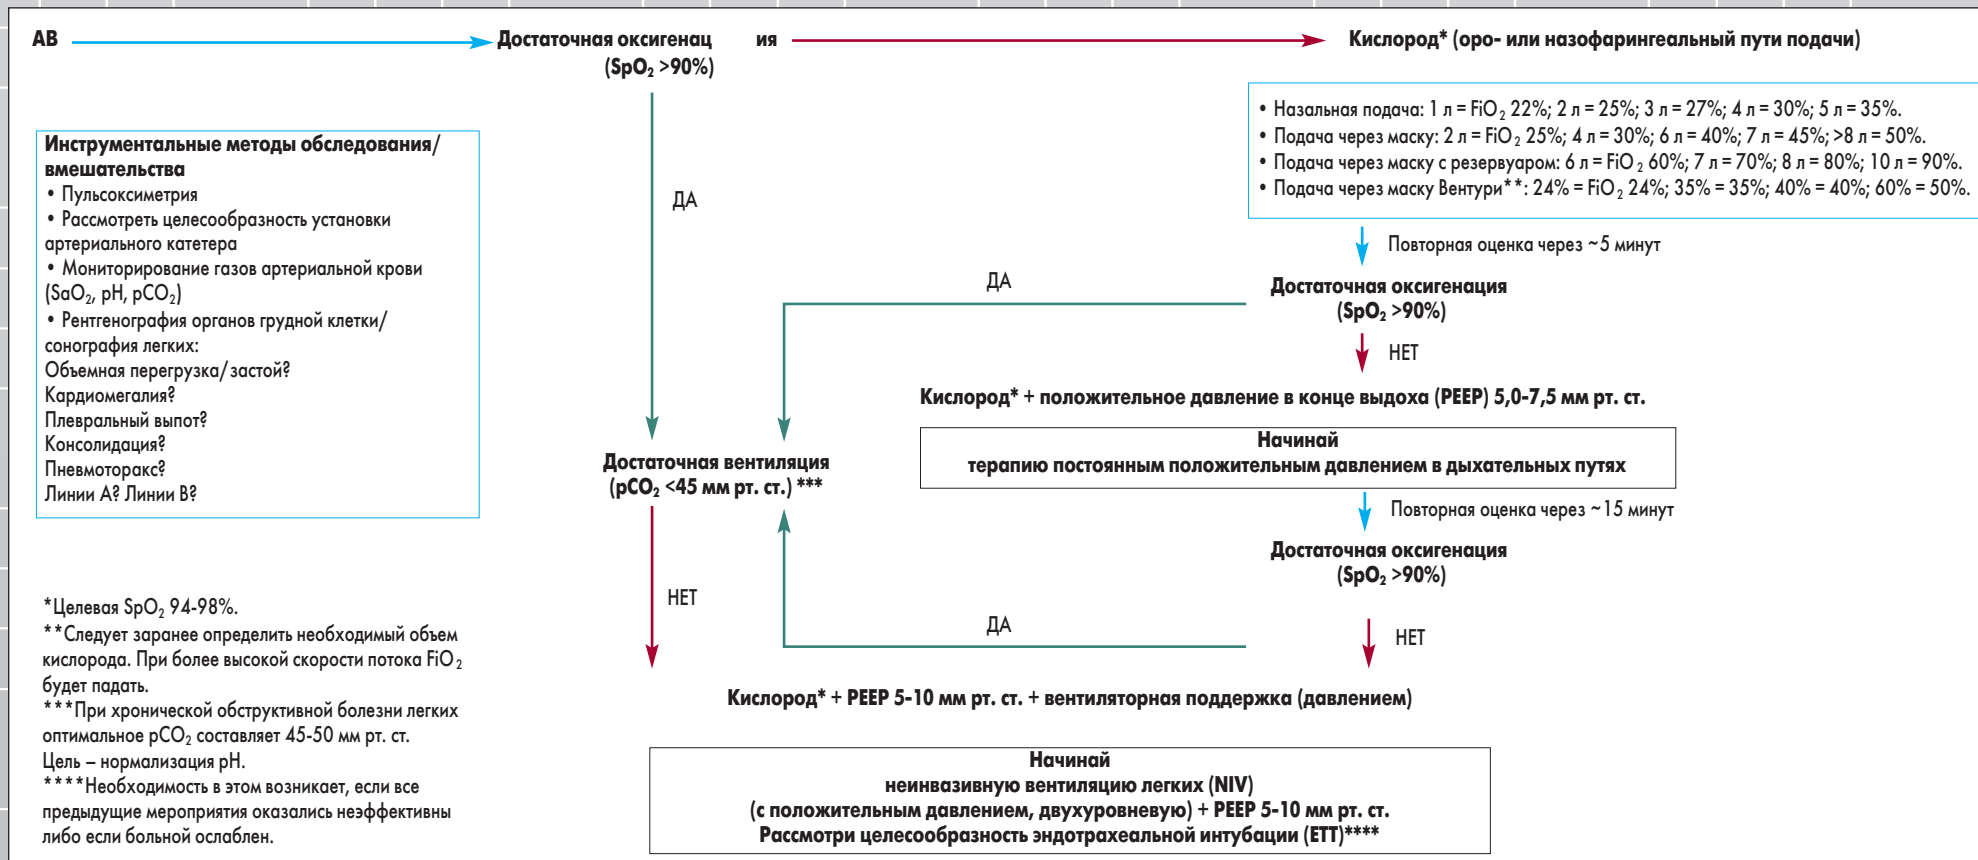 АВ
Достаточная оксигенац ия
(SpO₂ >90%)
Кислород* (оро- или назофарингеальный пути подачи)
• Назальная подача: 1 л = FiO₂ 22%; 2 л = 25%; 3 л = 27%; 4 л = 30%; 5 л = 35%.
• Подача через маску: 2 л = FiO₂ 25%; 4 л = 30%; 6 л = 40%; 7 л = 45%; >8 л = 50%.
• Подача через маску с резервуаром: 6 л = FiO₂ 60%; 7 л = 70%; 8 л = 80%; 10 л = 90%.
• Подача через маску Вентури**: 24% = FiO₂ 24%; 35% = 35%; 40% = 40%; 60% = 50%.
Инструментальные методы обследования/
вмешательства
• Пульсоксиметрия
• Рассмотреть целесообразность установки
артериального катетера
• Мониторирование газов артериальной крови
(SaO₂, pH, pCO₂)
• Рентгенография органов грудной клетки/
сонография легких:
Объемная перегрузка/застой?
Кардиомегалия?
Плевральный выпот?
Консолидация?
Пневмоторакс?
Линии А? Линии В?
ДА
Повторная оценка через ~5 минут
ДА
Достаточная оксигенация
(SpO₂ >90%)
НЕТ
Кислород* + положительное давление в конце выдоха (PEEP) 5,0-7,5 мм рт. ст.
Начинай
терапию постоянным положительным давлением в дыхательных путях
Достаточная вентиляция
(pCO₂ <45 мм рт. ст.) ***
Повторная оценка через ~15 минут
Достаточная оксигенация
(SpO₂ >90%)
НЕТ
ДА
НЕТ
Кислород* + PEEP 5-10 мм рт. ст. + вентиляторная поддержка (давлением)
Начинай
неинвазивную вентиляцию легких (NIV)
(с положительным давлением, двухуровневую) + PEEP 5-10 мм рт. ст.
Рассмотри целесообразность эндотрахеальной интубации (ETT)****
*Целевая SpO₂ 94-98%.
**Следует заранее определить необходимый объем
кислорода. При более высокой скорости потока FiO₂
будет падать.
***При хронической обструктивной болезни легких
оптимальное pCO₂ составляет 45-50 мм рт. ст.
Цель – нормализация pH.
****Необходимость в этом возникает, если все
предыдущие мероприятия оказались неэффективны
либо если больной ослаблен.